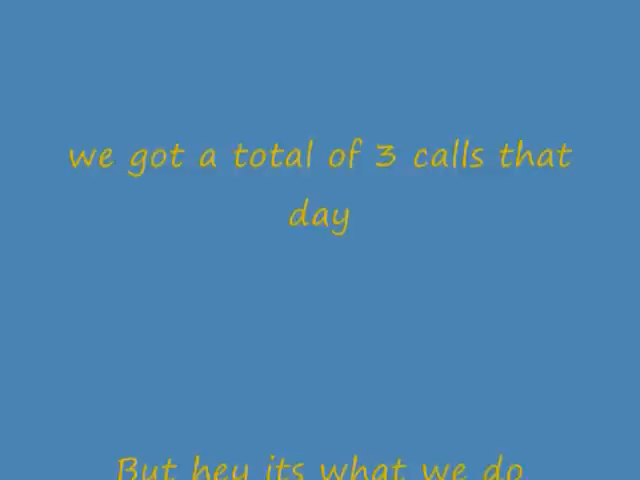 we got a total of 3 calls that
day
But hey its what we do